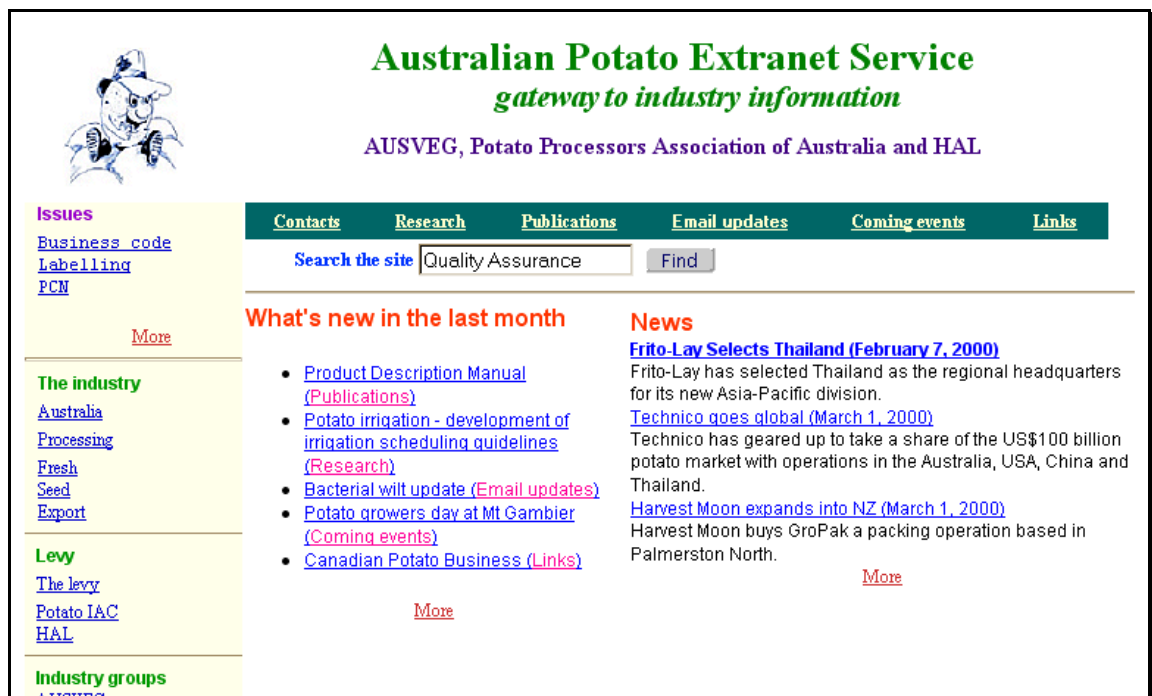 Australian Potato Extranet Service
gateway to industry information
AUSVEG, Potato Processors Association of Australia and HAL
Issues
Business code
Labelling
PCN
More
The industry
Australia
Processing
Fresh
Seed
Export
Levy
The levy
Potato IAC
HAL
Industry groups
AUSVEG
Contacts Research Publications Email updates Coming events Links
Search the site Quality Assurance Find
What's new in the last month
Product Description Manual
(Publications)
Potato irrigation - development of
irrigation scheduling guidelines
(Research)
Bacterial wilt update (Email updates)
Potato growers day at Mt Gambier
(Coming events)
Canadian Potato Business (Links)
More
News
Frito-Lay Selects Thailand (February 7, 2000)
Frito-Lay has selected Thailand as the regional headquarters
for its new Asia-Pacific division.
Technico goes global (March 1, 2000)
Technico has geared up to take a share of the US$100 billion
potato market with operations in the Australia, USA, China and
Thailand.
Harvest Moon expands into NZ (March 1, 2000)
Harvest Moon buys GroPak a packing operation based in
Palmerston North.
More